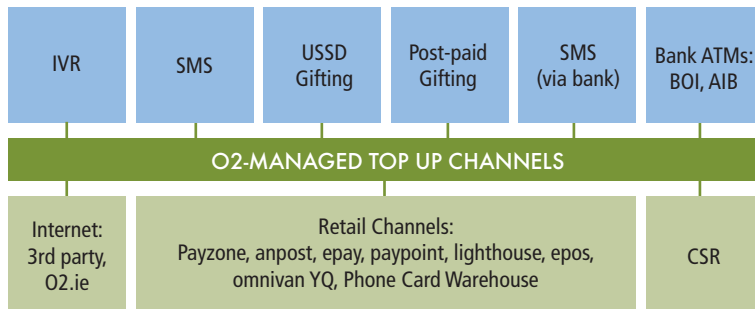 IVR
SMS
USSD
Gifting
Post-paid
Gifting
SMS
(via bank)
Bank ATMs:
BOI, AIB
O2-MANAGED TOP UP CHANNELS
Internet:
3rd party,
O2.ie
Retail Channels:
Payzone, anpost, epay, paypoint, lighthouse, epos,
omnivan YQ, Phone Card Warehouse
CSR